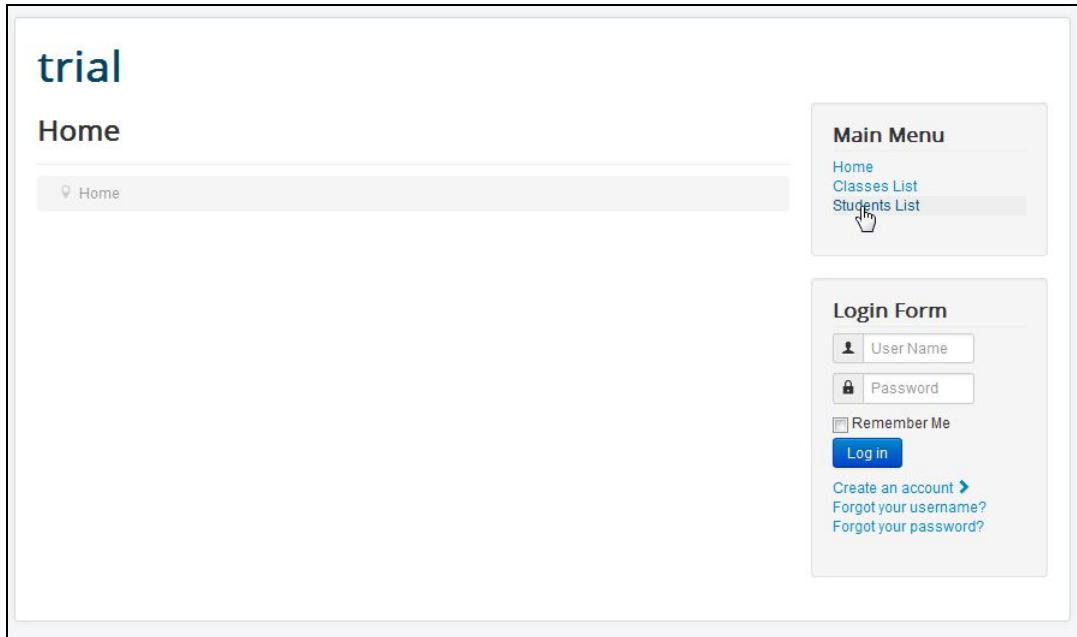 trial
Home
Home
Main Menu
Home
Classes List
Students List
Login Form
User Name
Password
Remember Me
Log in
Create an account
Forgot your username?
Forgot your password?